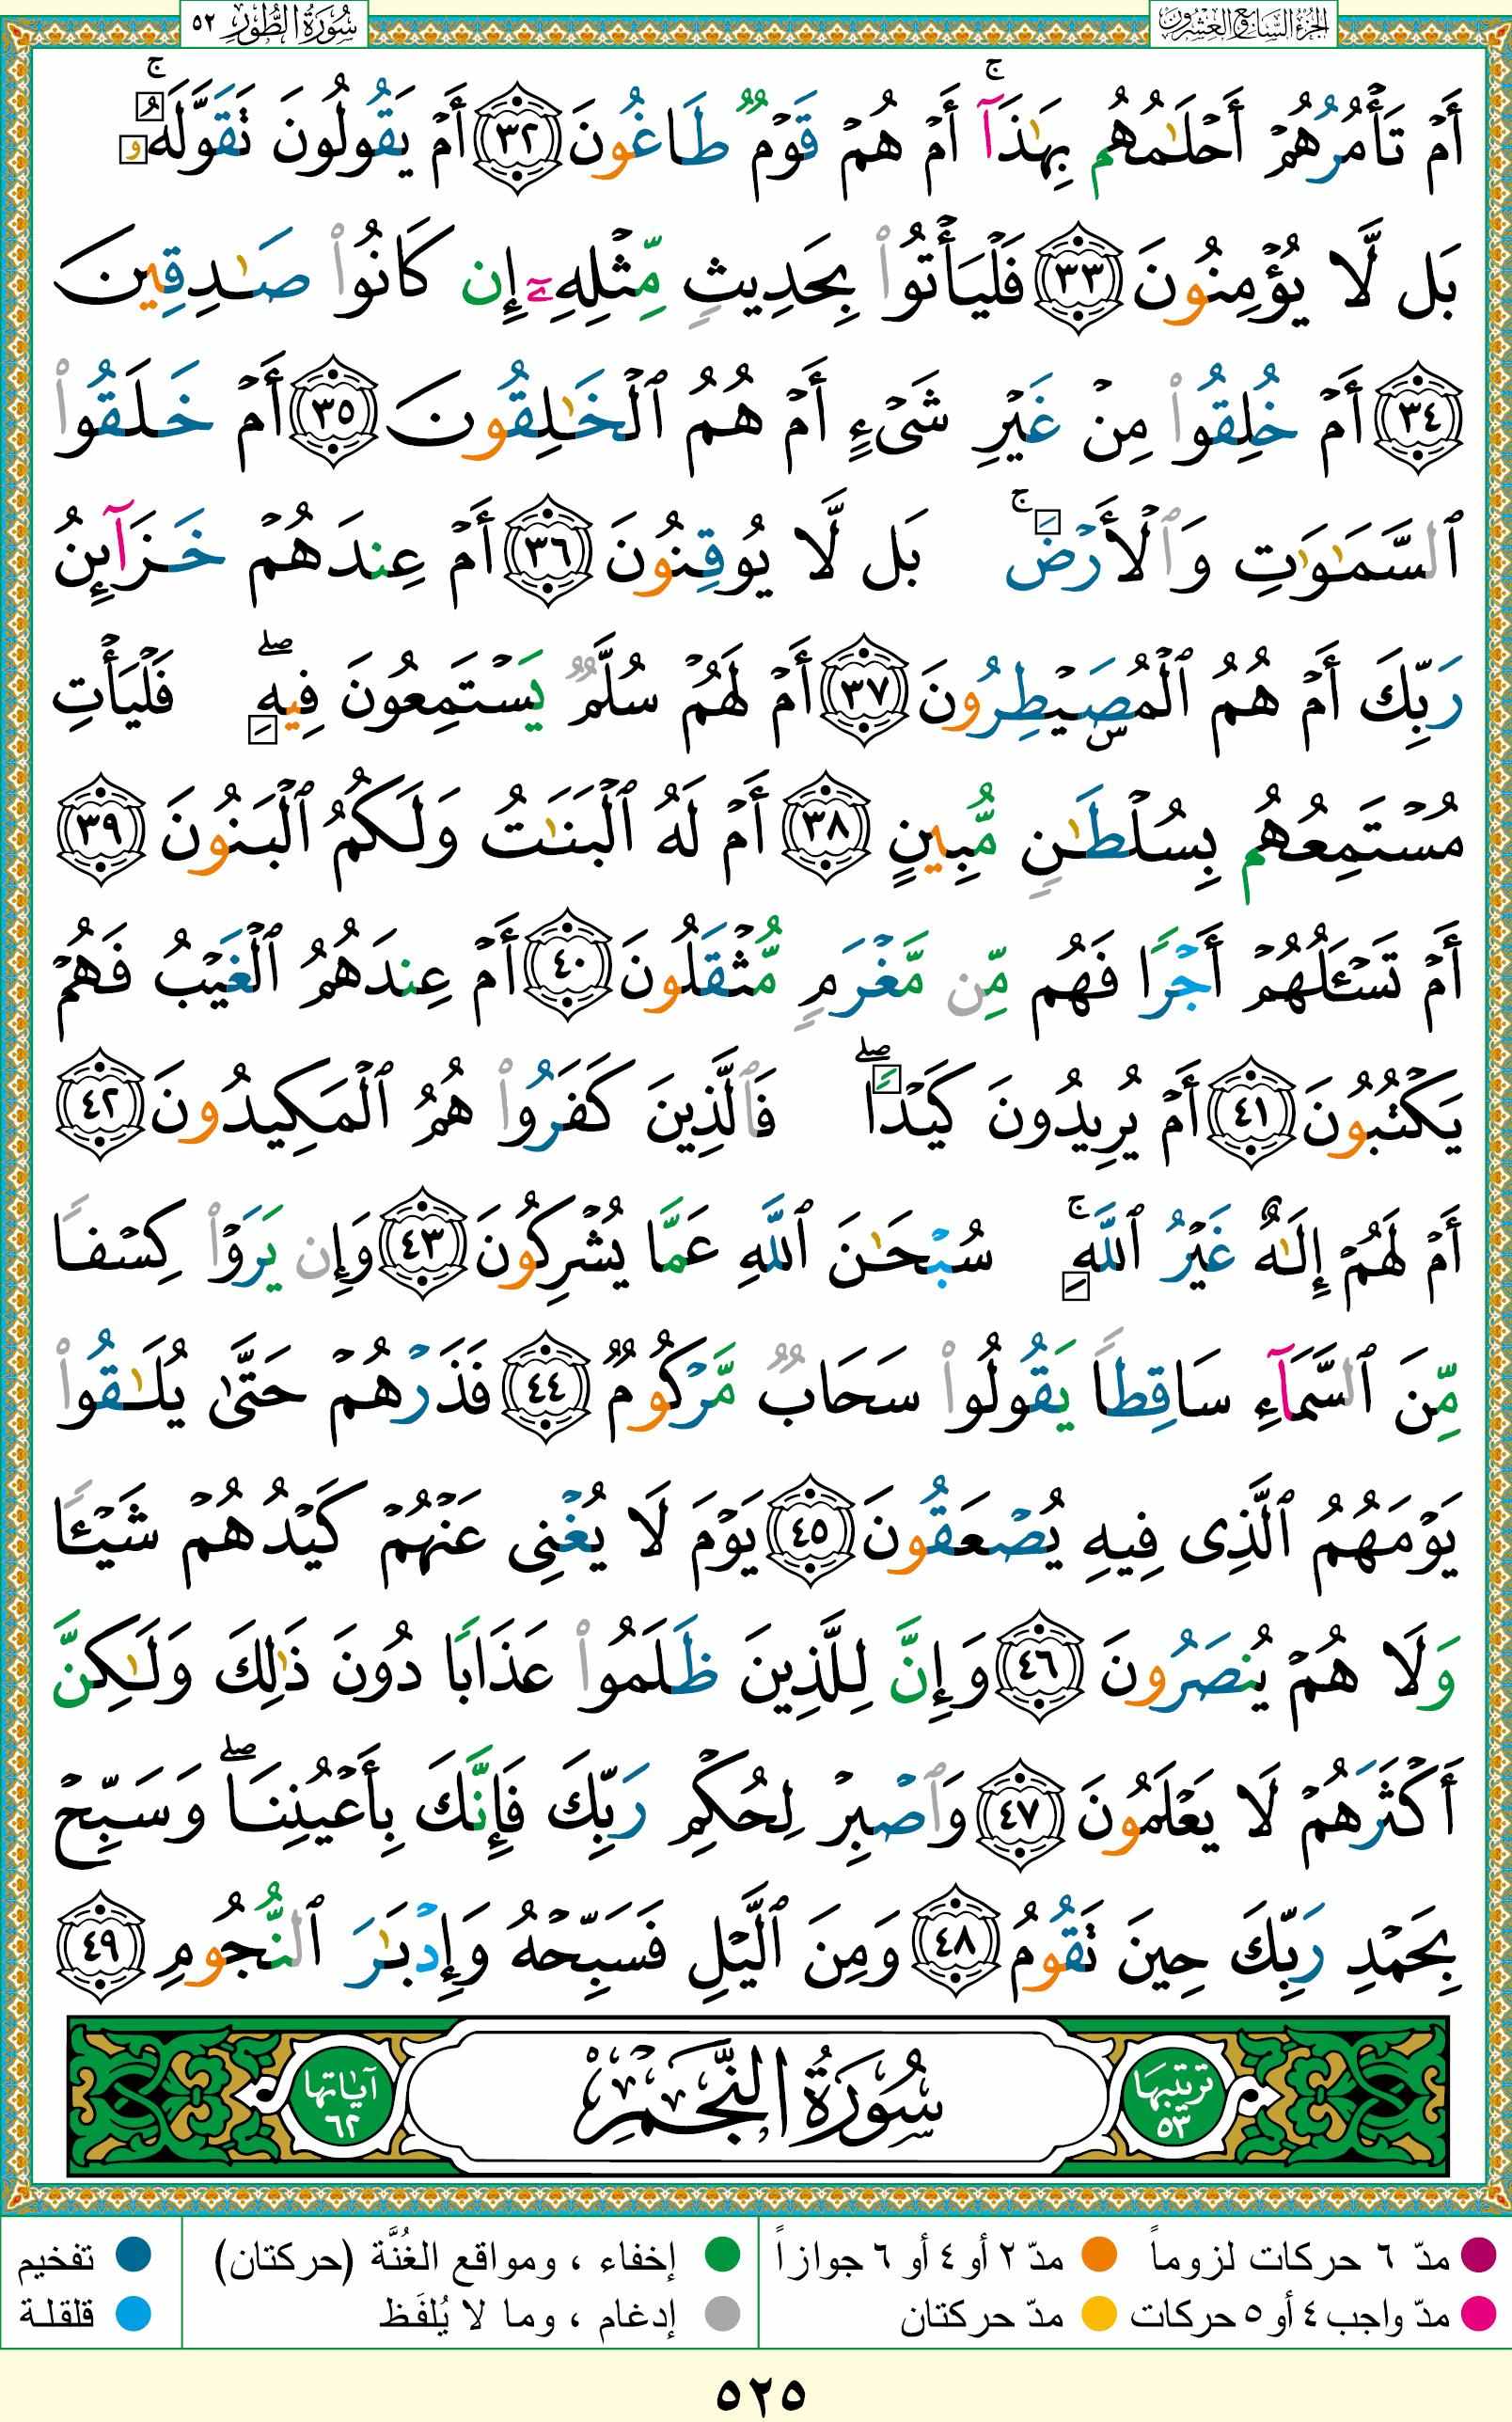 الجزء السابع والعشرون
سورة الطور ٥٢
أَمْ تَأْمُرُهُمْ أَحْلَٰمُهُم بِهَٰذَآ ۚ أَمْ هُمْ قَوْمٌ طَاغُونَ ٣٢ أَمْ يَقُولُونَ تَقَوَّلَهُۥ ۚ
بَل لَّا يُؤْمِنُونَ ٣٣ فَلْيَأْتُوا۟ بِحَدِيثٍ مِّثْلِهِۦٓ إِن كَانُوا۟ صَٰدِقِينَ
٣٤ أَمْ خُلِقُوا۟ مِنْ غَيْرِ شَىْءٍ أَمْ هُمُ ٱلْخَٰلِقُونَ ٣٥ أَمْ خَلَقُوا۟
ٱلسَّمَٰوَٰتِ وَٱلْأَرْضَ ۚ بَل لَّا يُوقِنُونَ ٣٦ أَمْ عِندَهُمْ خَزَآئِنُ
رَبِّكَ أَمْ هُمُ ٱلْمُصَۣيْطِرُونَ ٣٧ أَمْ لَهُمْ سُلَّمٌ يَسْتَمِعُونَ فِيهِ ۖ فَلْيَأْتِ
مُسْتَمِعُهُم بِسُلْطَٰنٍ مُّبِينٍ ٣٨ أَمْ لَهُ ٱلْبَنَٰتُ وَلَكُمُ ٱلْبَنُونَ ٣٩
أَمْ تَسْـَٔلُهُمْ أَجْرًا فَهُم مِّن مَّغْرَمٍ مُّثْقَلُونَ ٤٠ أَمْ عِندَهُمُ ٱلْغَيْبُ فَهُمْ
يَكْتُبُونَ ٤١ أَمْ يُرِيدُونَ كَيْدًا ۖ فَٱلَّذِينَ كَفَرُوا۟ هُمُ ٱلْمَكِيدُونَ ٤٢
أَمْ لَهُمْ إِلَٰهٌ غَيْرُ ٱللَّهِ ۚ سُبْحَٰنَ ٱللَّهِ عَمَّا يُشْرِكُونَ ٤٣ وَإِن يَرَوْا۟ كِسْفًا
مِّنَ ٱلسَّمَآءِ سَاقِطًا يَقُولُوا۟ سَحَابٌ مَّرْكُومٌ ٤٤ فَذَرْهُمْ حَتَّىٰ يُلَٰقُوا۟
يَوْمَهُمُ ٱلَّذِى فِيهِ يُصْعَقُونَ ٤٥ يَوْمَ لَا يُغْنِى عَنْهُمْ كَيْدُهُمْ شَيْـًٔا
وَلَا هُمْ يُنصَرُونَ ٤٦ وَإِنَّ لِلَّذِينَ ظَلَمُوا۟ عَذَابًا دُونَ ذَٰلِكَ وَلَٰكِنَّ
أَكْثَرَهُمْ لَا يَعْلَمُونَ ٤٧ وَٱصْبِرْ لِحُكْمِ رَبِّكَ فَإِنَّكَ بِأَعْيُنِنَا ۖ وَسَبِّحْ
بِحَمْدِ رَبِّكَ حِينَ تَقُومُ ٤٨ وَمِنَ ٱلَّيْلِ فَسَبِّحْهُ وَإِدْبَٰرَ ٱلنُّجُومِ ٤٩
ترتيبها ٥٣
سُورَةُ النَّجْمِ
آياتها ٦٢
مدّ ٦ حركات لزوماً
مدّ ٢ أو ٤ أو ٦ جوازاً
إخفاء ، ومواقع الغُنَّة (حركتان)
تفخيم
مدّ واجب ٤ أو ٥ حركات
مدّ حركتان
إدغام ، وما لا يُلفَظ
قلقلة
٥٢٥